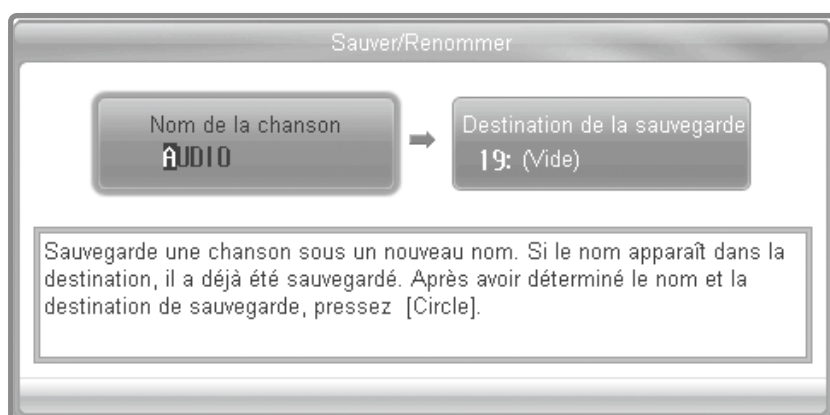 Sauver/Renommer
Nom de la chanson
AUDIO
Destination de la sauvegarde
19: (Vide)
Sauvegarde une chanson sous un nouveau nom. Si le nom apparaît dans la
destination, il a déjà été sauvegardé. Après avoir déterminé le nom et la
destination de sauvegarde, pressez [Circle].